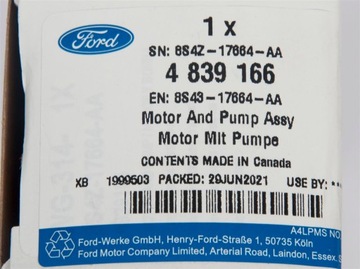 Ford
1 x
SN: 8S4Z-17664-AA
4 839 166
EN: 8S43-17664-AA
Motor And Pump Assy
Motor Mit Pumpe
CONTENTS MADE IN Canada
XB 1999503 PACKED: 29JUN2021 USE BY: **
A4LPMS NO
Ford-Werke GmbH, Henry-Ford-Straße 1, 50735 Köln
Ford Motor Company Limited, Arterial Road, Laindon, Essex, S